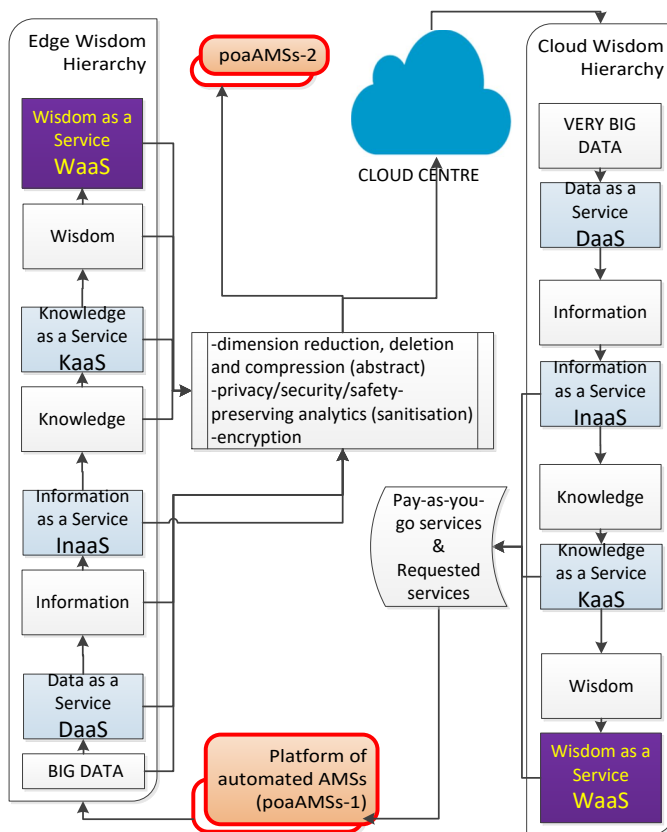 Edge Wisdom
Hierarchy
Wisdom as a
Service
WaaS
Wisdom
Knowledge
as a Service
KaaS
Knowledge
Information
as a Service
InaaS
Information
Data as a
Service
DaaS
BIG DATA
poaAMSs-2
CLOUD CENTRE
-dimension reduction, deletion
and compression (abstract)
-privacy/security/safety-
preserving analytics (sanitisation)
-encryption
Pay-as-you-
go services
&
Requested
services
Platform of
automated AMSs
(poaAMSs-1)
Cloud Wisdom
Hierarchy
VERY BIG
DATA
Data as a
Service
DaaS
Information
Information
as a Service
InaaS
Knowledge
Knowledge
as a Service
KaaS
Wisdom
Wisdom as a
Service
WaaS